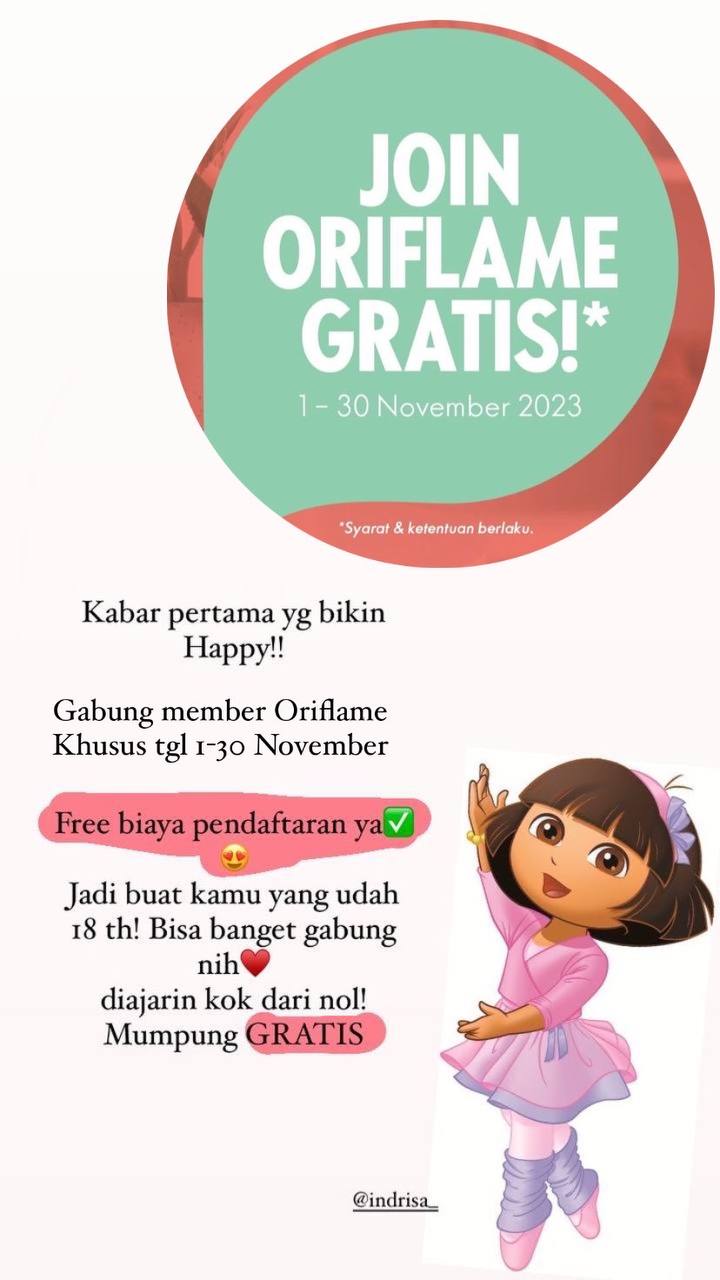 JOIN
ORIFLAME
GRATIS!*
1 – 30 November 2023
*Syarat & ketentuan berlaku.
Kabar pertama yg bikin
Happy!!
Gabung member Oriflame
Khusus tgl 1-30 November
Free biaya pendaftaran ya✅
😍
Jadi buat kamu yang udah
18 th! Bisa banget gabung
nih♥️
diajarin kok dari nol!
Mumpung GRATIS
@indrisa_